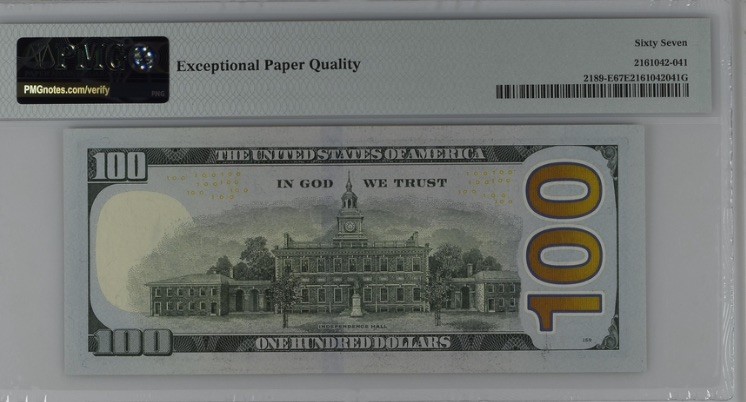 PMG
PMGnotes.com/verify
PMG
Exceptional Paper Quality
Sixty Seven
2161042-041
2189-E67E2161042041G
100
THE UNITED STATES OF AMERICA
IN GOD WE TRUST
100
INDEPENDENCE HALL
100
ONE HUNDRED DOLLARS